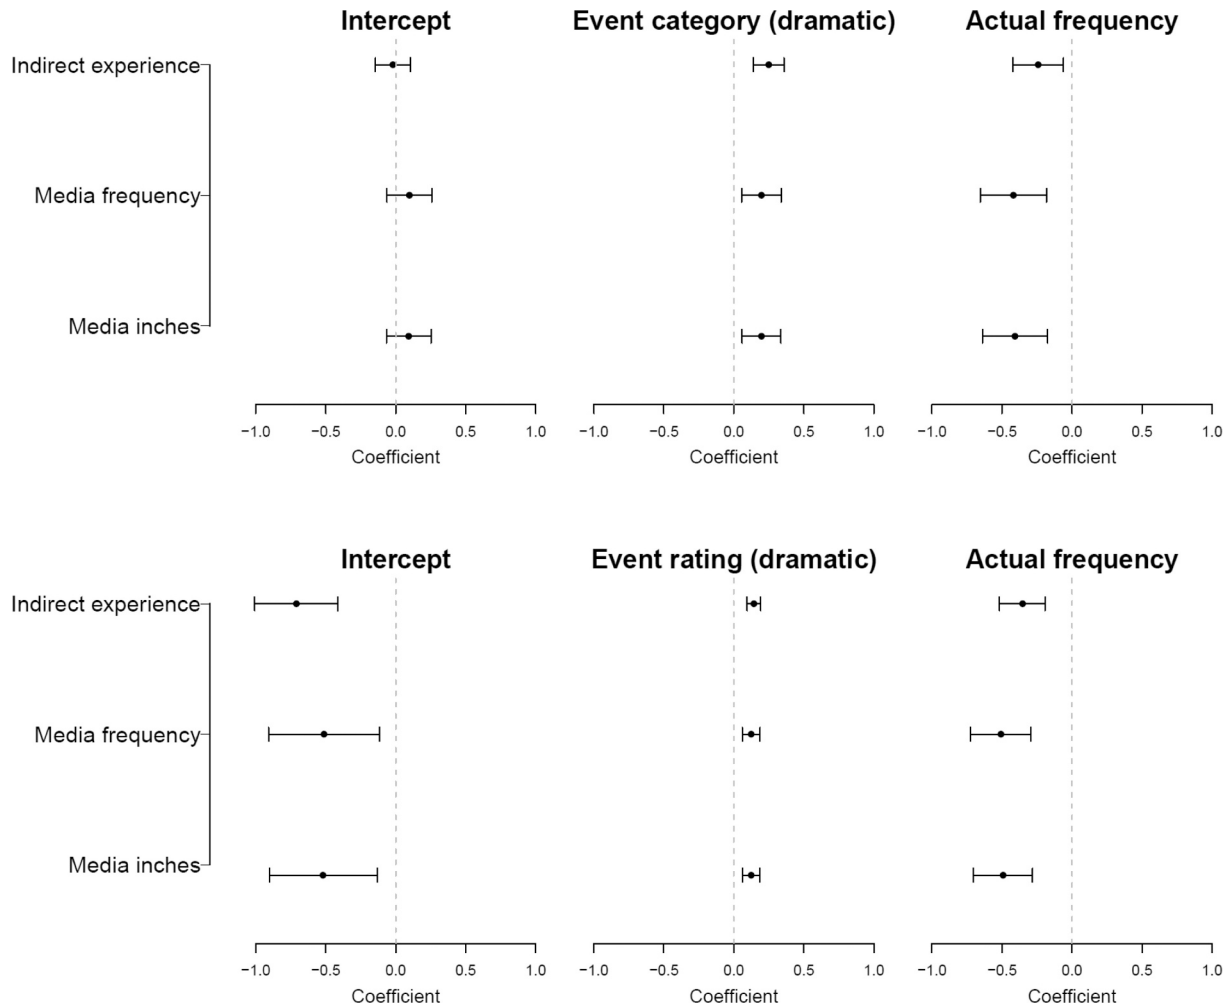 Intercept Event category (dramatic) Actual frequency
Indirect experience
Media frequency
Media inches
−1.0 −0.5 0.0 0.5 1.0 −1.0 −0.5 0.0 0.5 1.0 −1.0 −0.5 0.0 0.5 1.0
Coefficient Coefficient Coefficient
Intercept Event rating (dramatic) Actual frequency
Indirect experience
Media frequency
Media inches
−1.0 −0.5 0.0 0.5 1.0 −1.0 −0.5 0.0 0.5 1.0 −1.0 −0.5 0.0 0.5 1.0
Coefficient Coefficient Coefficient